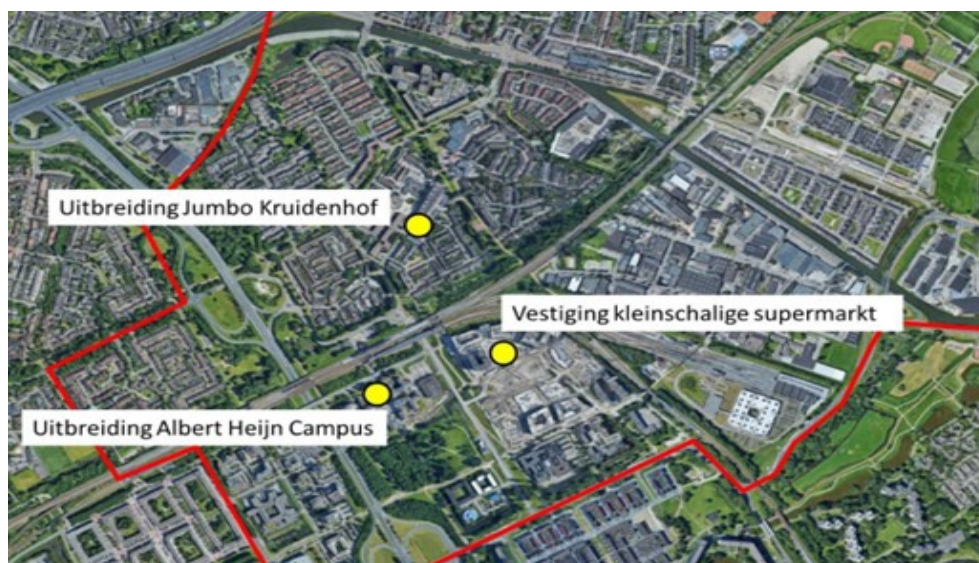 Uitbreiding Jumbo Kruidenhof
Vestiging kleinschalige supermarkt
Uitbreiding Albert Heijn Campus